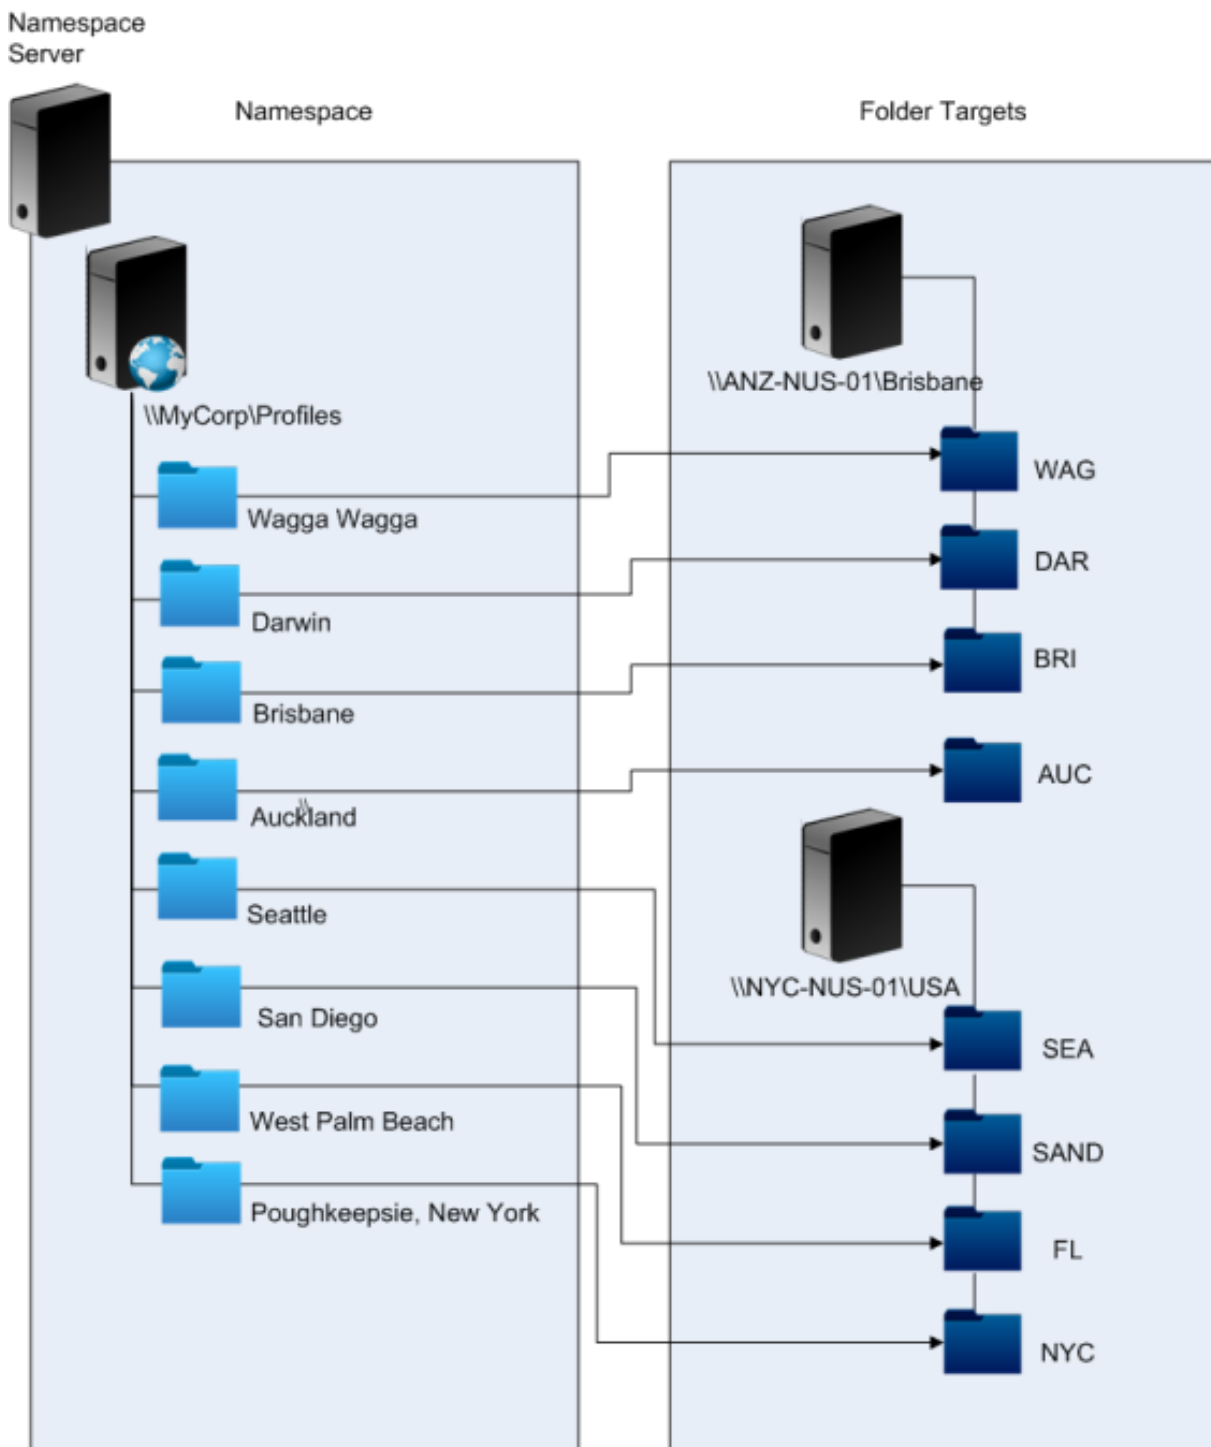 Namespace
Server
Namespace
Folder Targets
\\ANZ-NUS-01\Brisbane
\\MyCorp\Profiles
WAG
Wagga Wagga
DAR
Darwin
BRI
Brisbane
AUC
\\
Auckland
Seattle
\\NYC-NUS-01\USA
San Diego
SEA
West Palm Beach
SAND
Poughkeepsie, New York
FL
NYC